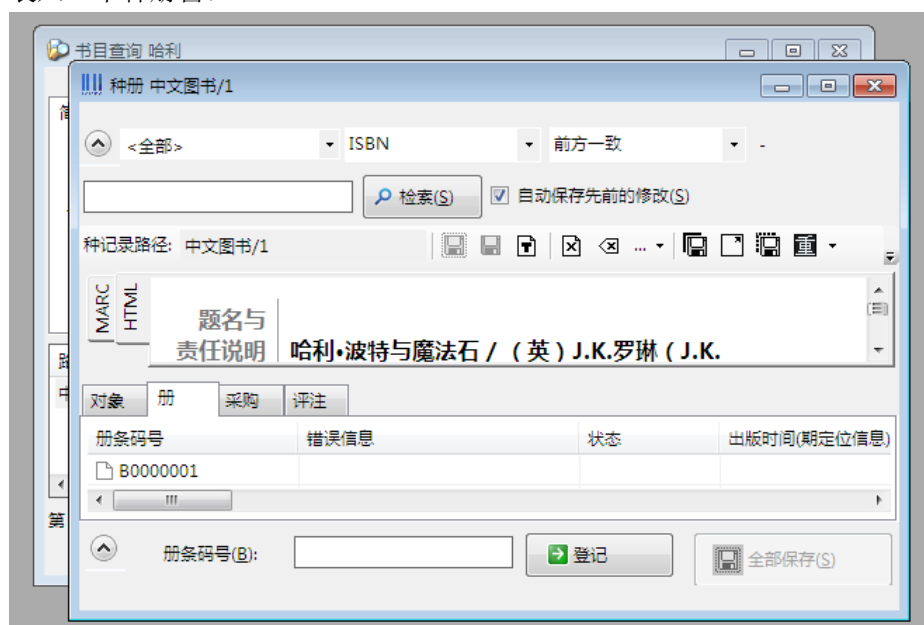 书目查询 哈利
种册 中文图书/1
<全部> ISBN 前方一致 -
检索(S) 自动保存先前的修改(S)
种记录路径: 中文图书/1 ... 重
MARC
HTML
题名与
责任说明 哈利•波特与魔法石 / （英）J.K.罗琳（J.K.
对象 册 采购 评注
册条码号 错误信息 状态 出版时间(期定位信息)
B0000001
第
册条码号(B): 登记 全部保存(S)